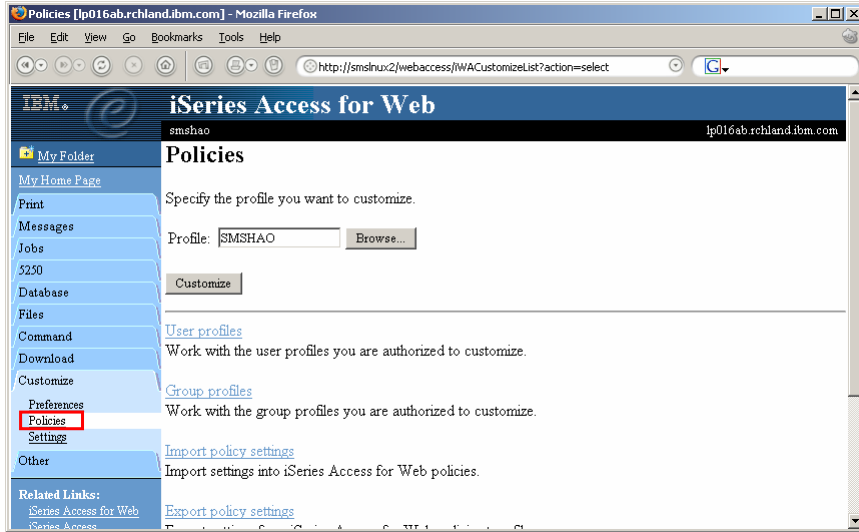 Policies [lp016ab.rchland.ibm.com] - Mozilla Firefox
File Edit View Go Bookmarks Tools Help
http://smslnux2/webaccess/iWACustomizeList?action=select
G
IBM
iSeries Access for Web
smshao
lp016ab.rchland.ibm.com
My Folder
My Home Page
Print
Messages
Jobs
5250
Database
Files
Command
Download
Customize
Preferences
Policies
Settings
Other
Related Links:
iSeries Access for Web
iSeries Access
Policies
Specify the profile you want to customize.
Profile: SMSHAO Browse...
Customize
User profiles
Work with the user profiles you are authorized to customize.
Group profiles
Work with the group profiles you are authorized to customize.
Import policy settings
Import settings into iSeries Access for Web policies.
Export policy settings